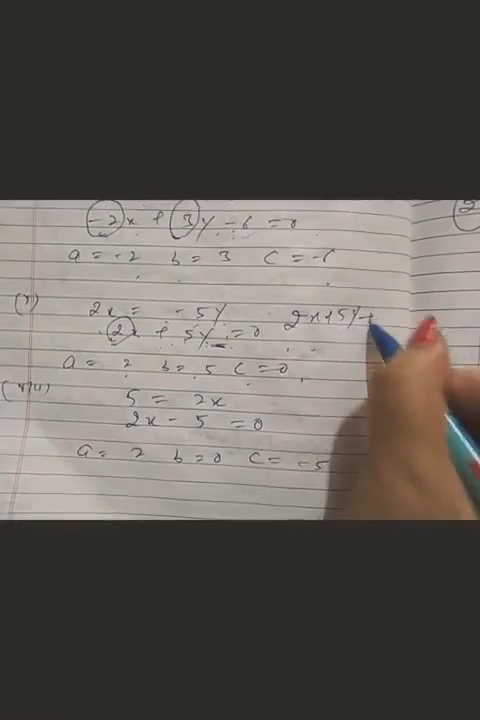 -2x + 3y - 6 = 0
a = -2 b = 3 c = -6
2x = - 5y
2x + 5y = 0 2x+5y+
a = 2 b = 5 c = 0
5 = 2x
2x - 5 = 0
a = 2 b = 0 c = -5